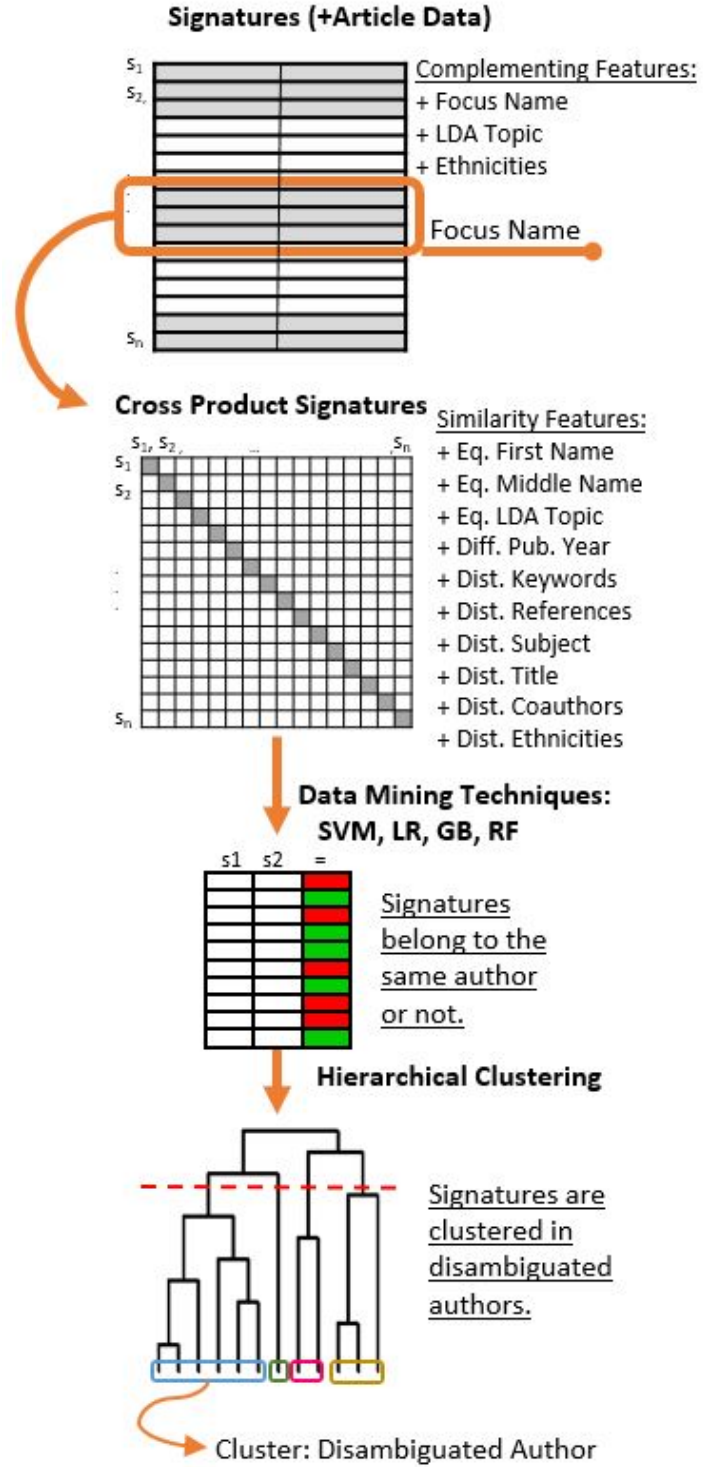 Signatures (+Article Data)
s1
s2,
.
.
.
sn
Complementing Features:
+ Focus Name
+ LDA Topic
+ Ethnicities
Focus Name
Cross Product Signatures
s1, s2 , ... ,sn
s1
s2
.
.
.
sn
Similarity Features:
+ Eq. First Name
+ Eq. Middle Name
+ Eq. LDA Topic
+ Diff. Pub. Year
+ Dist. Keywords
+ Dist. References
+ Dist. Subject
+ Dist. Title
+ Dist. Coauthors
+ Dist. Ethnicities
Data Mining Techniques:
SVM, LR, GB, RF
s1 s2 =
Signatures
belong to the
same author
or not.
Hierarchical Clustering
Signatures are
clustered in
disambiguated
authors.
Cluster: Disambiguated Author